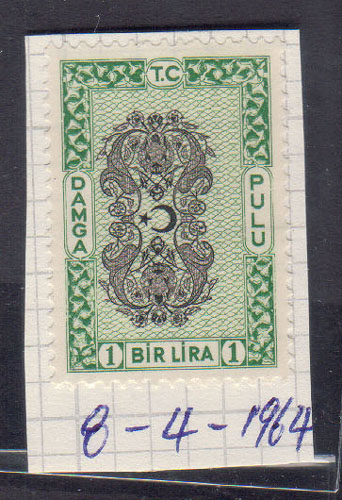 T.C
DAMGA
PULU
1 BİR LİRA 1
8-4-1964